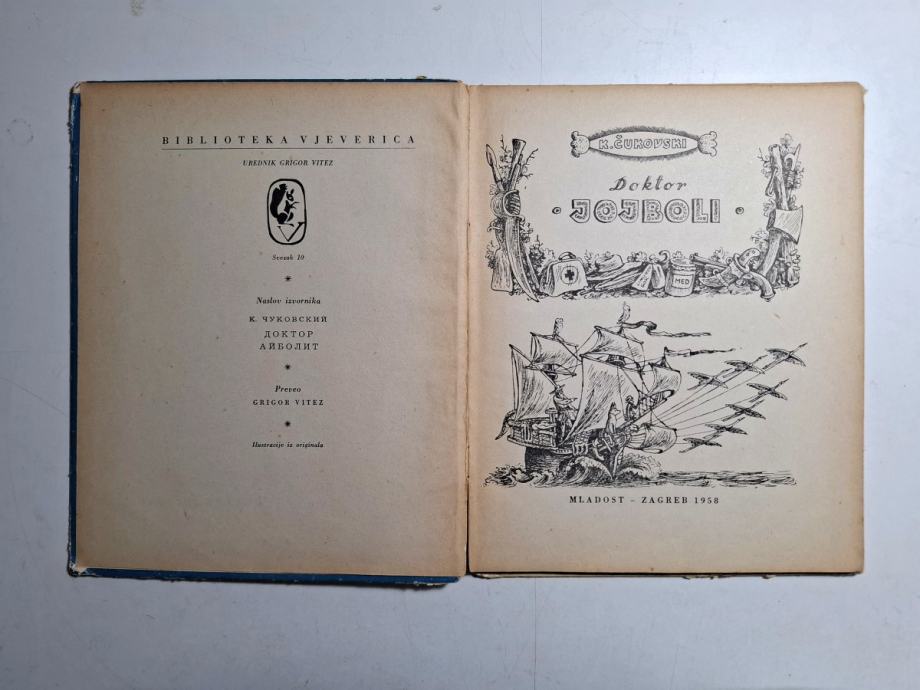 BIBLIOTEKA VJEVERICA
UREDNIK GRIGOR VITEZ
Svezak 10
Naslov izvornika
К. ЧУКОВСКИЙ
ДОКТОР
АЙБОЛИТ
Preveo
GRIGOR VITEZ
Ilustracije iz originala
K. ČUKOVSKI
Doktor
JOJBOLI
MED
MLADOST – ZAGREB 1958